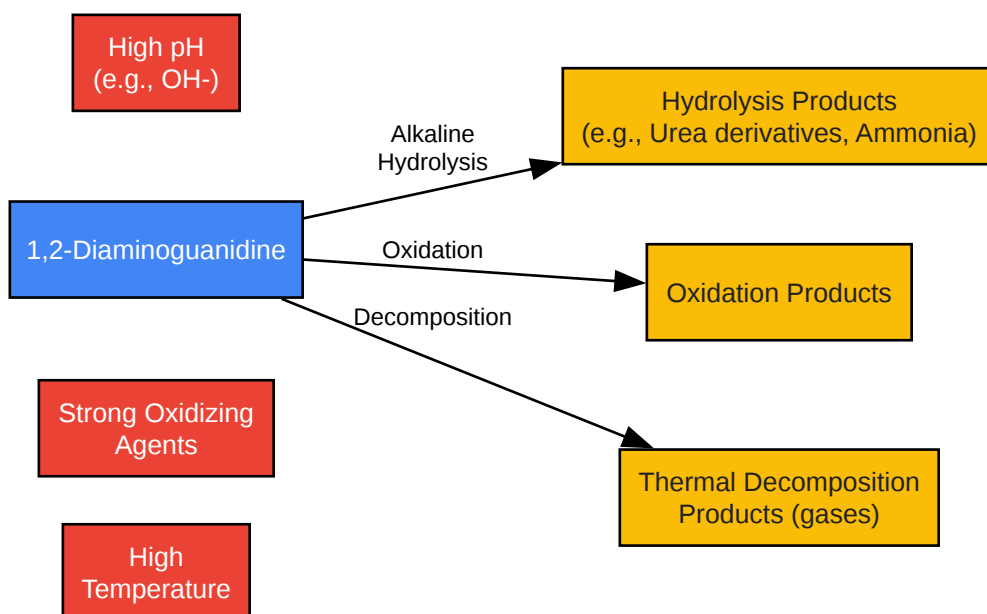 High pH
(e.g., OH-)
Hydrolysis Products
(e.g., Urea derivatives, Ammonia)
Alkaline
Hydrolysis
1,2-Diaminoguanidine
Oxidation
Oxidation Products
Decomposition
Strong Oxidizing
Agents
Thermal Decomposition
Products (gases)
High
Temperature